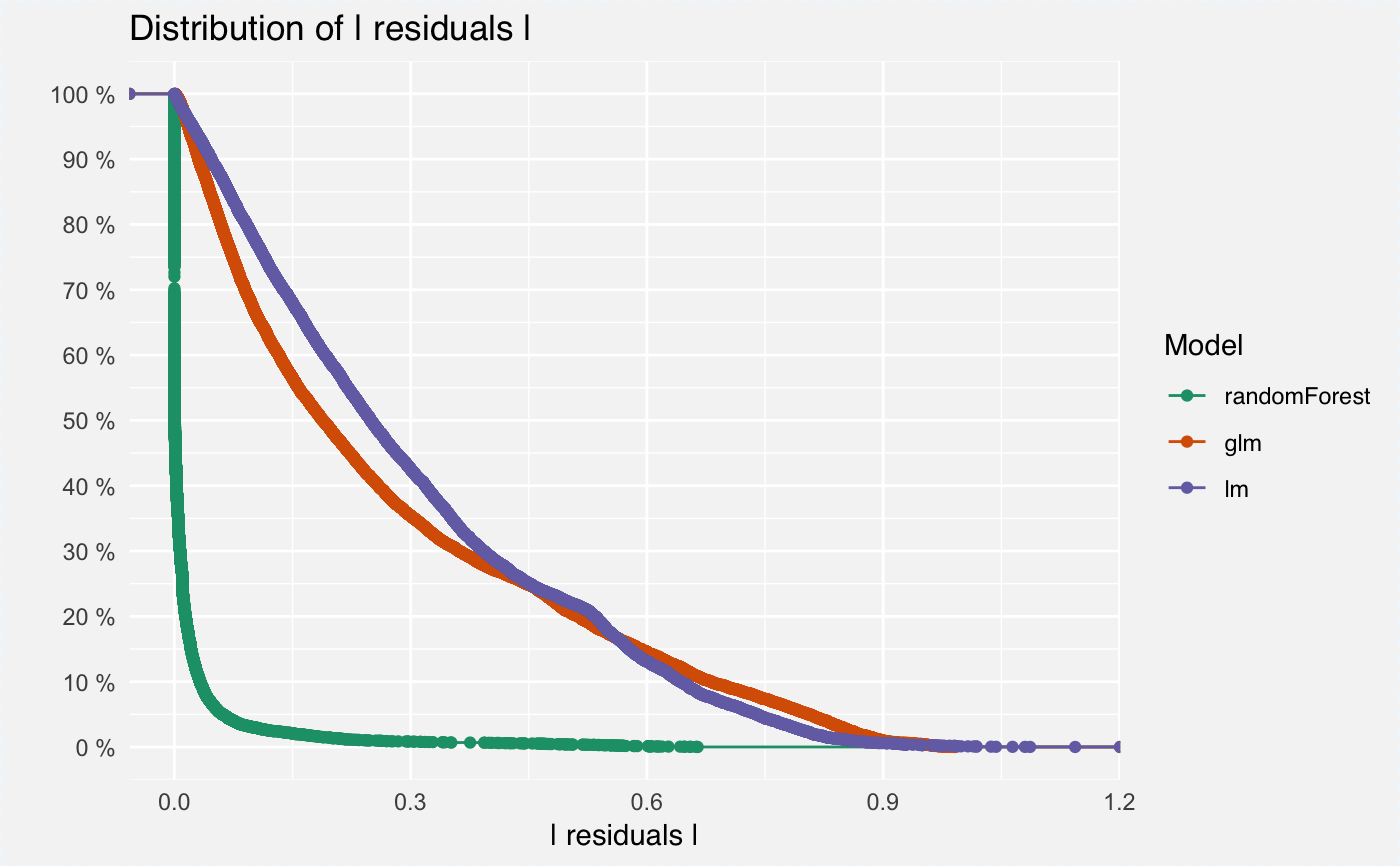 Distribution of | residuals |
100 %
90 %
80 %
70 %
60 %
50 %
40 %
30 %
20 %
10 %
0 %
0.0 0.3 0.6 0.9 1.2
| residuals |
Model
randomForest
glm
lm